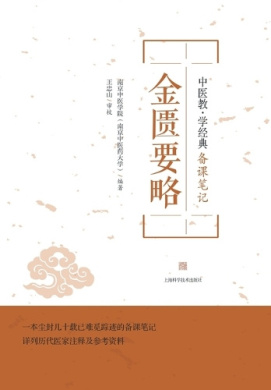 中医教·学经典备课笔记
金匮要略
南京中医学院（南京中医药大学）编著
王忠山 审校
上海科学技术出版社
一本尘封几十载已难觅踪迹的备课笔记
详列历代医家注释及参考资料